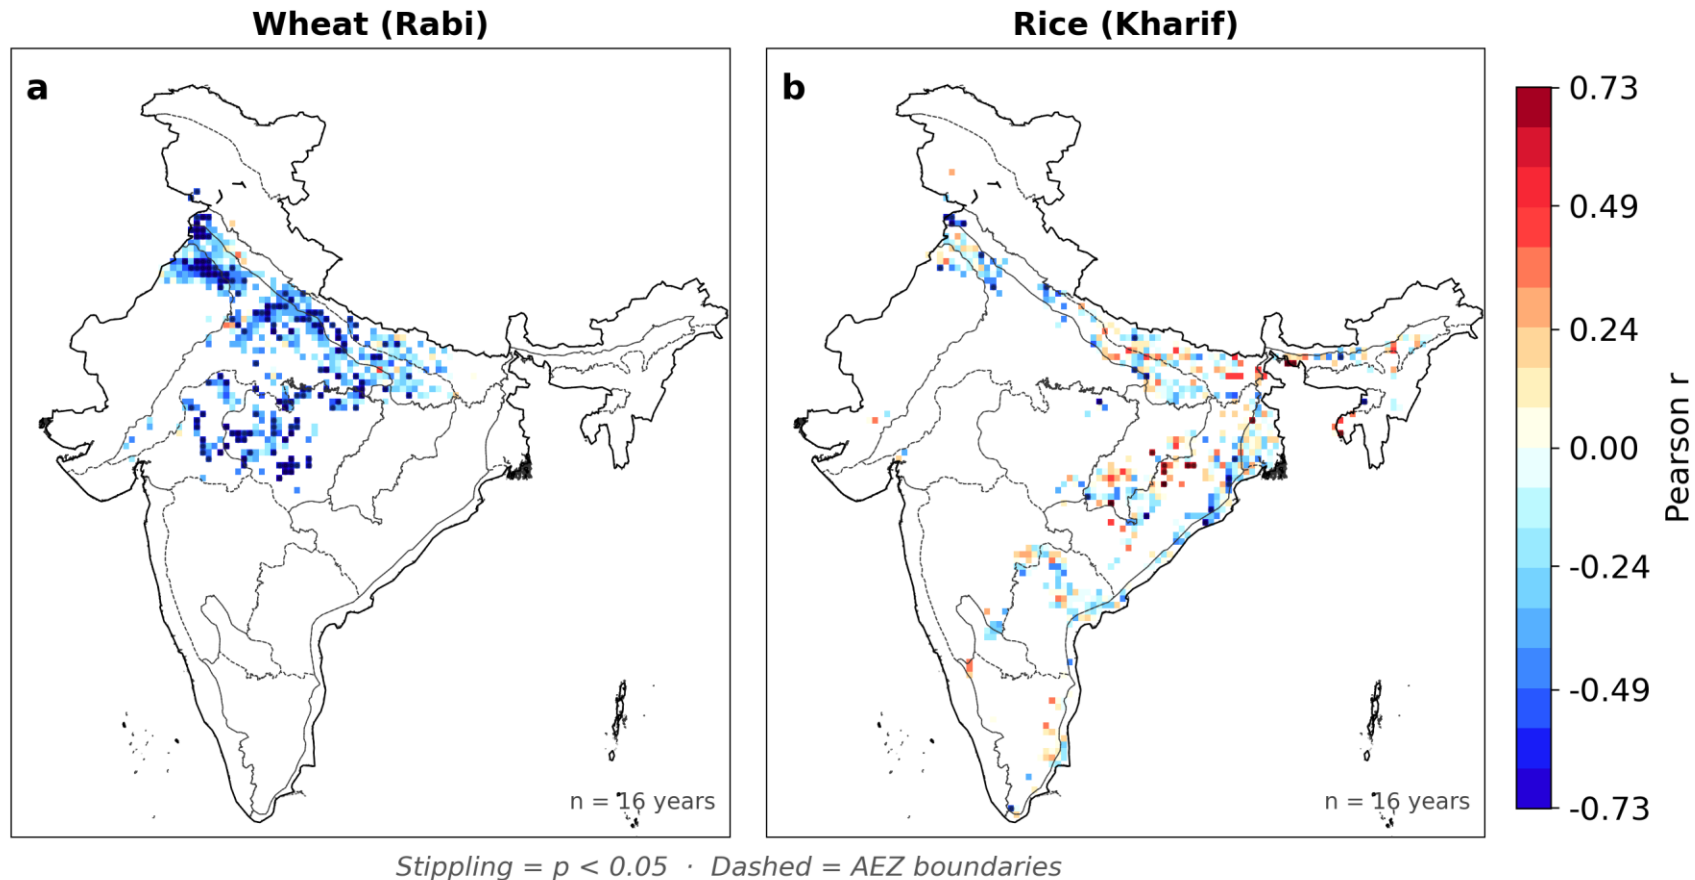 Wheat (Rabi)
Rice (Kharif)
a
b
n = 16 years
n = 16 years
0.73
0.49
0.24
0.00
-0.24
-0.49
-0.73
Pearson r
Stippling = p < 0.05 · Dashed = AEZ boundaries